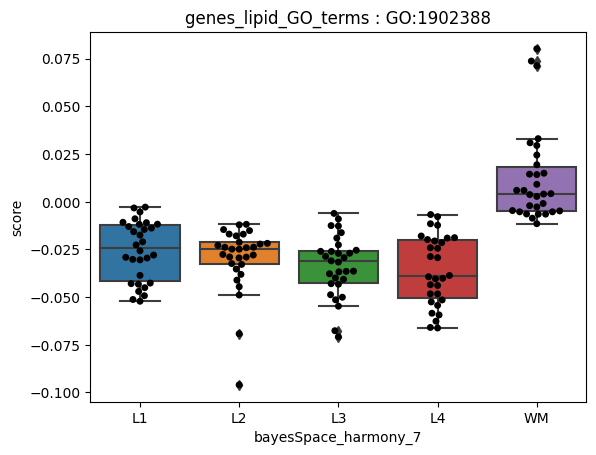 genes_lipid_GO_terms : GO:1902388
score
0.075
0.050
0.025
0.000
−0.025
−0.050
−0.075
−0.100
L1 L2 L3 L4 WM
bayesSpace_harmony_7